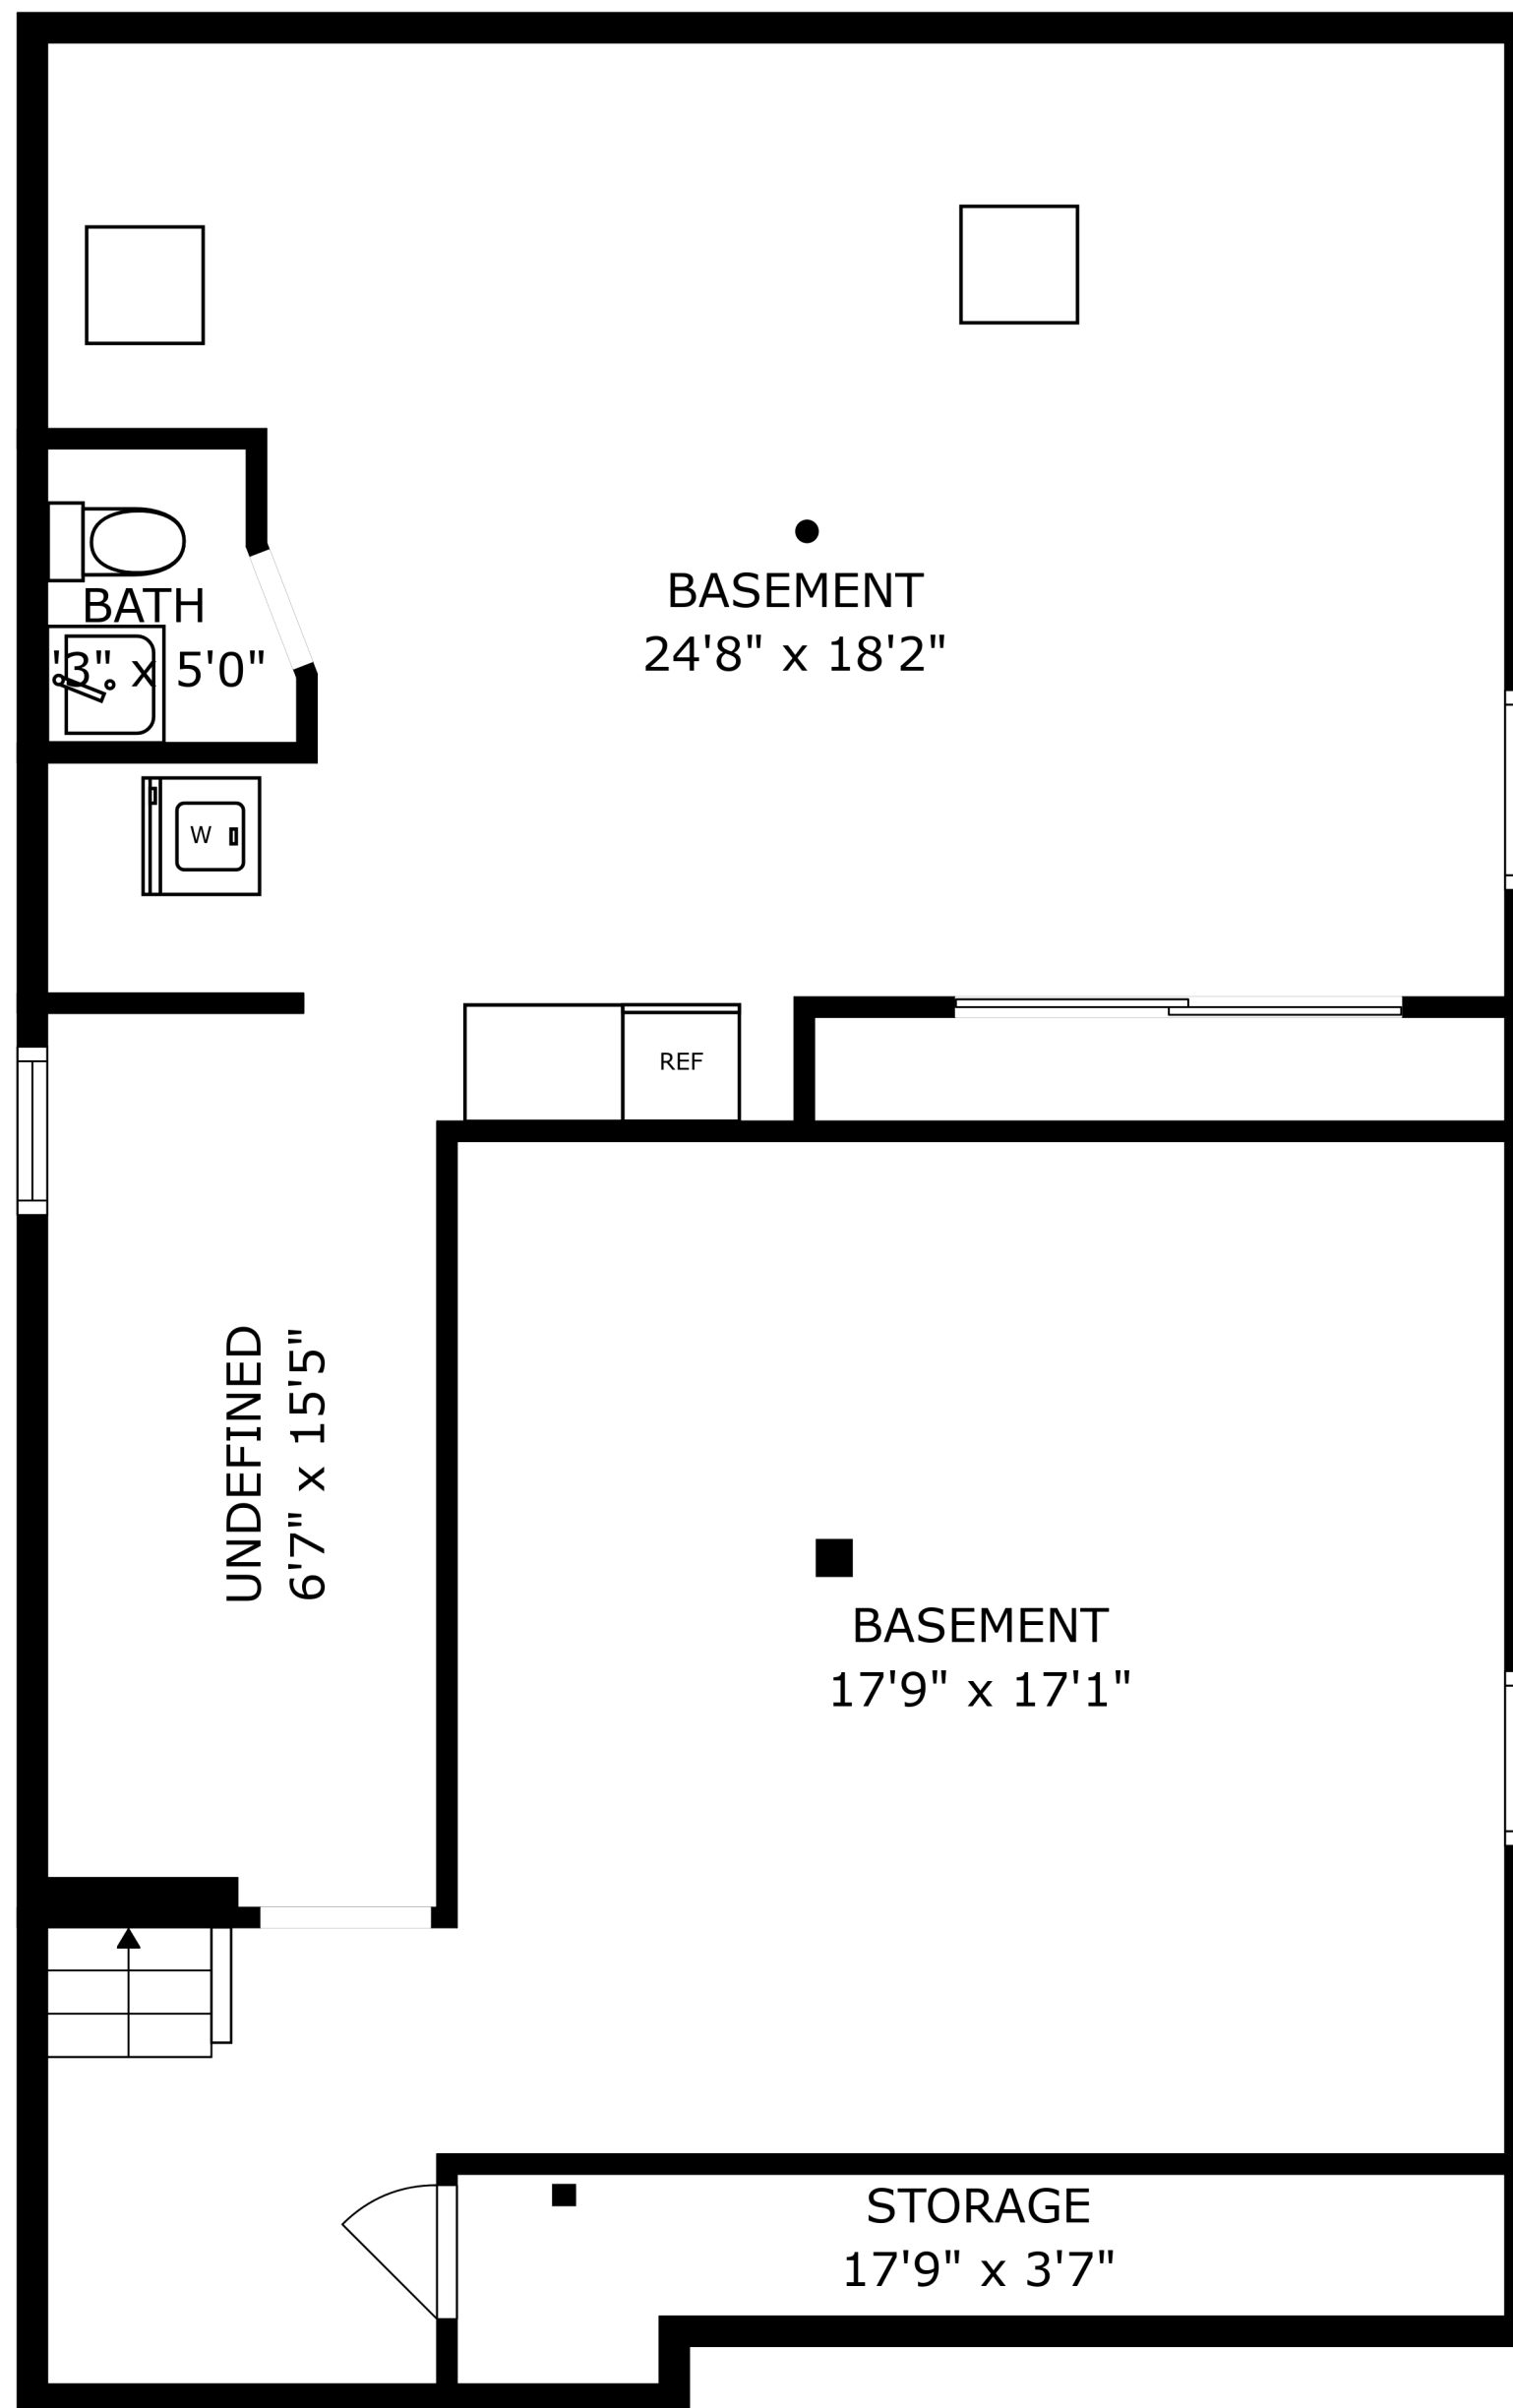 BASEMENT
24'8" x 18'2"
BATH
'3" x 5'0"
W
REF
UNDEFINED
6'7" x 15'5"
BASEMENT
17'9" x 17'1"
STORAGE
17'9" x 3'7"